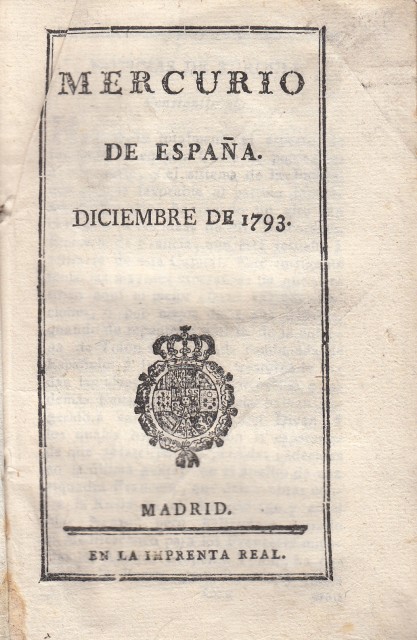 MERCURIO
DE ESPAÑA.
DICIEMBRE DE 1793.
MADRID.
EN LA IMPRENTA REAL.